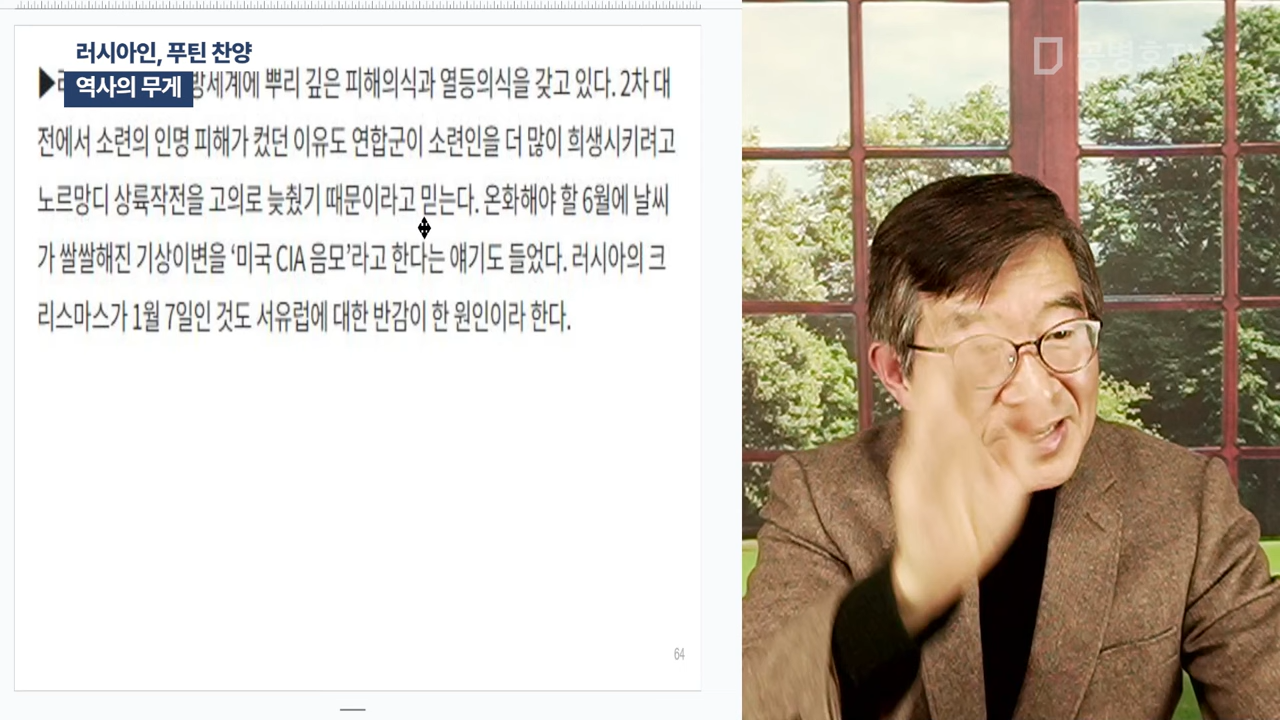 러시아인, 푸틴 찬양
역사의 무게
방세계에 뿌리 깊은 피해의식과 열등의식을 갖고 있다. 2차 대
전에서 소련의 인명 피해가 컸던 이유도 연합군이 소련인을 더 많이 희생시키려고
노르망디 상륙작전을 고의로 늦췄기 때문이라고 믿는다. 온화해야 할 6월에 날씨
가 쌀쌀해진 기상이변을 ‘미국 CIA 음모’라고 한다는 얘기도 들었다. 러시아의 크
리스마스가 1월 7일인 것도 서유럽에 대한 반감이 한 원인이라 한다.
64
공병호TV